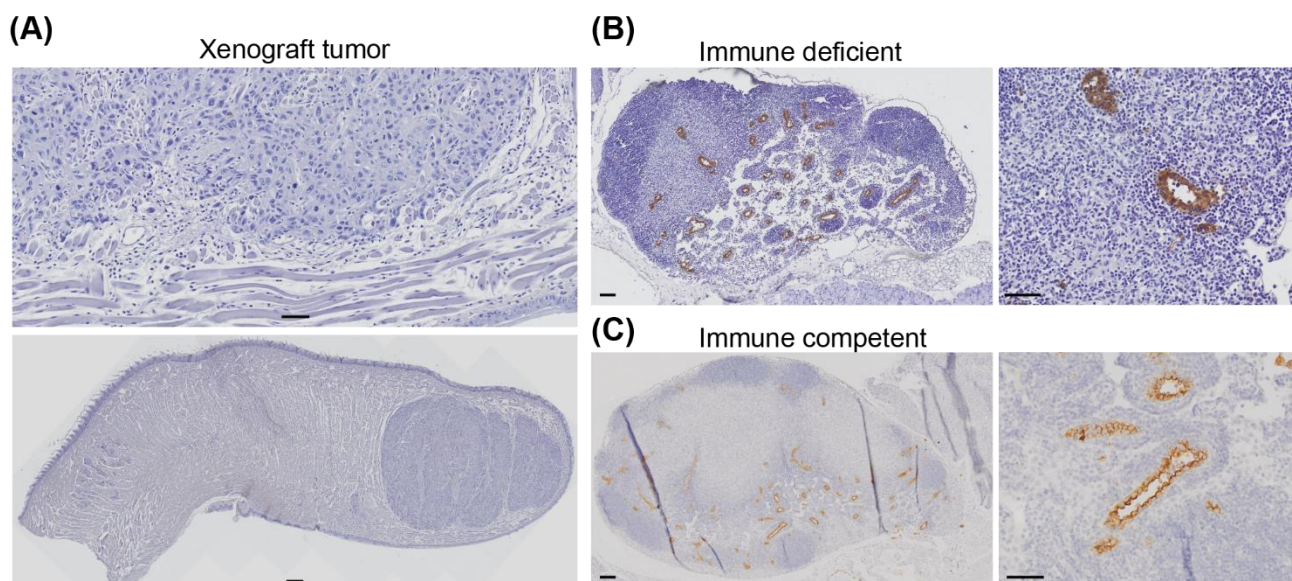 (A)
Xenograft tumor
(B)
Immune deficient
(C)
Immune competent